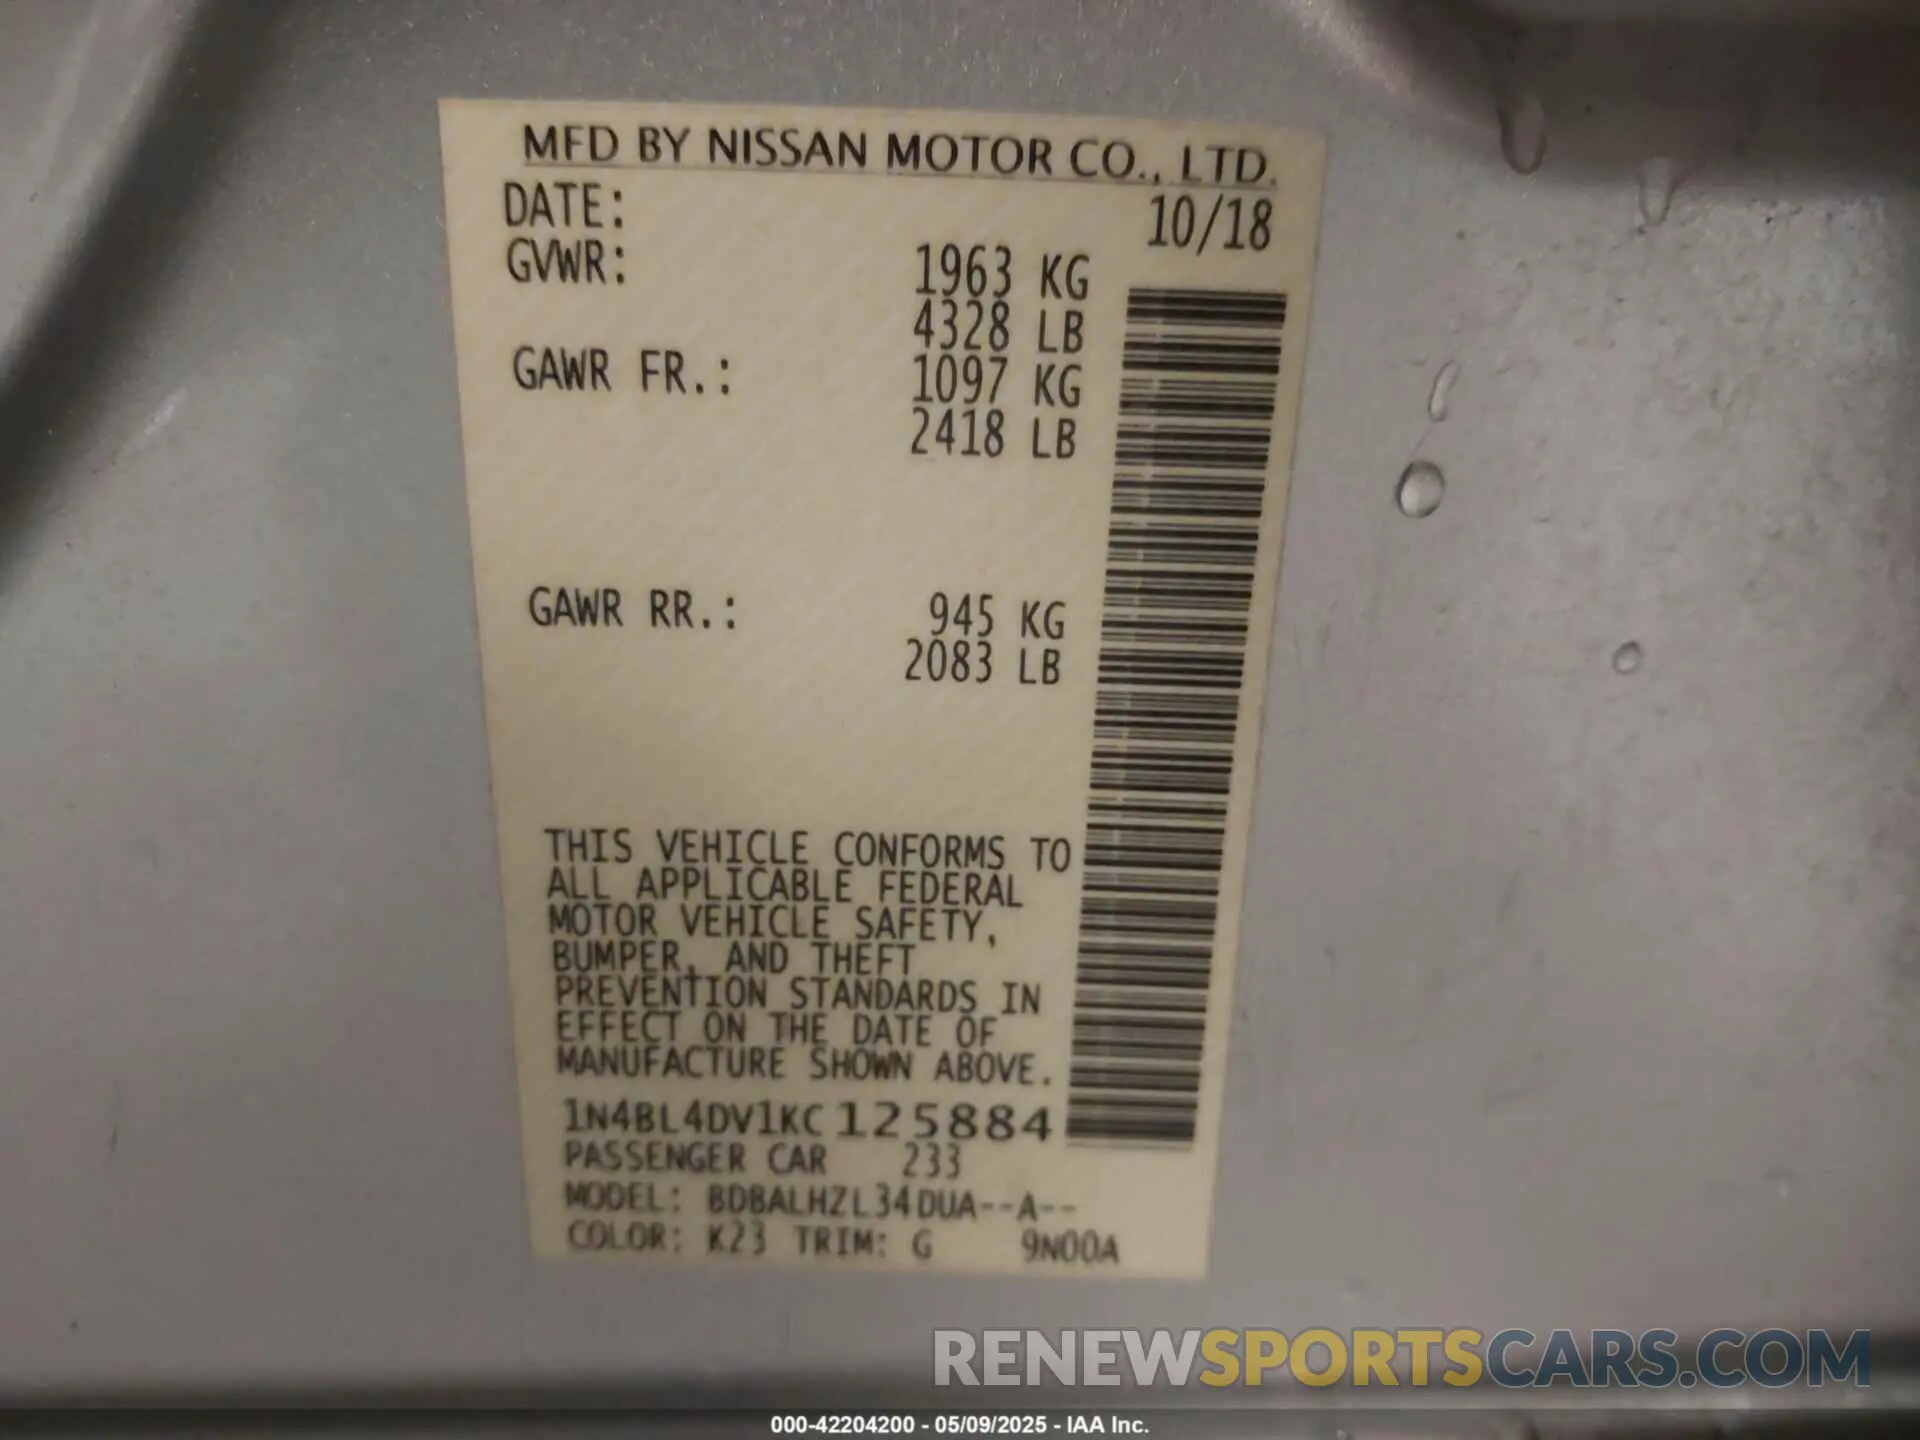 MFD BY NISSAN MOTOR CO., LTD.
DATE: 10/18
GVWR: 1963 KG
4328 LB
GAWR FR.: 1097 KG
2418 LB
GAWR RR.: 945 KG
2083 LB
THIS VEHICLE CONFORMS TO
ALL APPLICABLE FEDERAL
MOTOR VEHICLE SAFETY,
BUMPER, AND THEFT
PREVENTION STANDARDS IN
EFFECT ON THE DATE OF
MANUFACTURE SHOWN ABOVE.
1N4BL4DV1KC125884
PASSENGER CAR 233
MODEL: BDBALHZL34DUA--A--
COLOR: K23 TRIM: G 9N00A
RENEWSPORTSCARS.COM
000-42204200 - 05/09/2025 - IAA Inc.